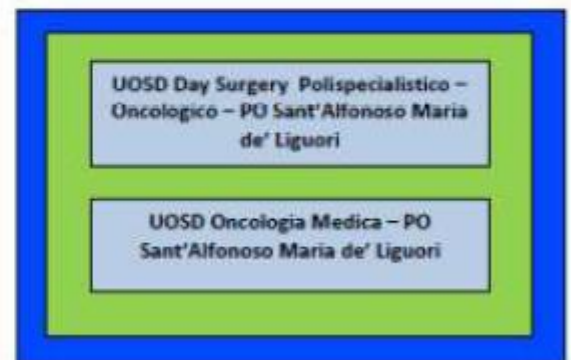 UOSD Day Surgery Polispecialistico –
Oncologico – PO Sant'Alfonoso Maria
de' Liguori
UOSD Oncologia Medica – PO
Sant'Alfonoso Maria de' Liguori